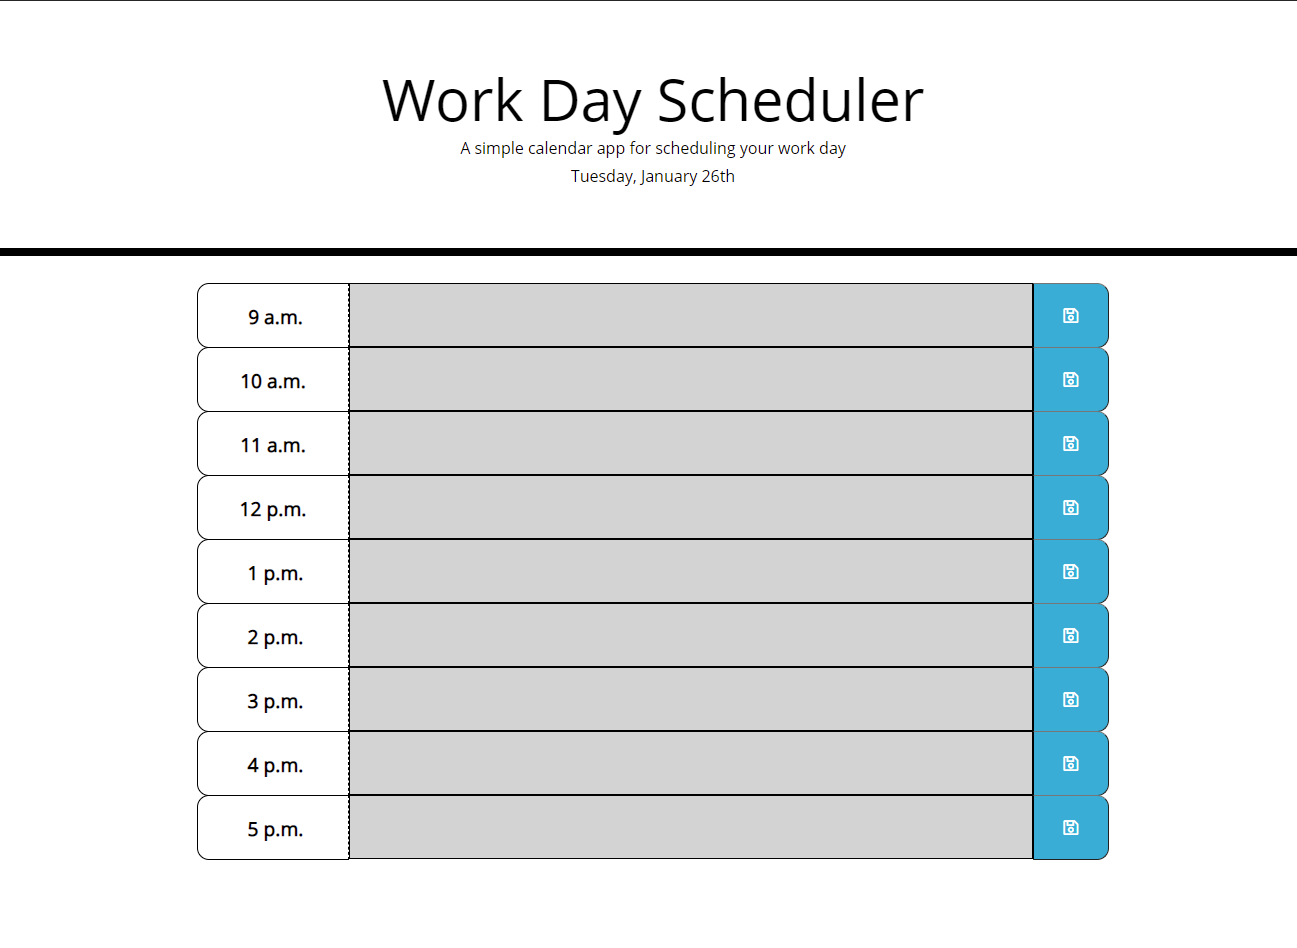 Work Day Scheduler
A simple calendar app for scheduling your work day
Tuesday, January 26th
9 a.m.
10 a.m.
11 a.m.
12 p.m.
1 p.m.
2 p.m.
3 p.m.
4 p.m.
5 p.m.